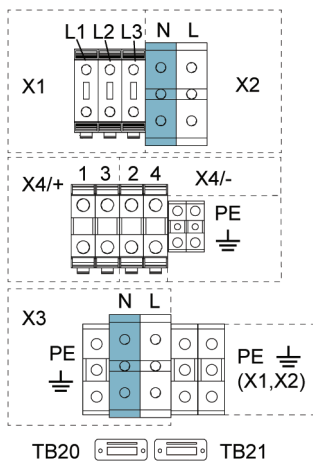 L1 L2 L3 N L
X1 X2
X4/+ 1 3 2 4 X4/-
PE
N L
X3
PE PE
(X1,X2)
TB20 TB21